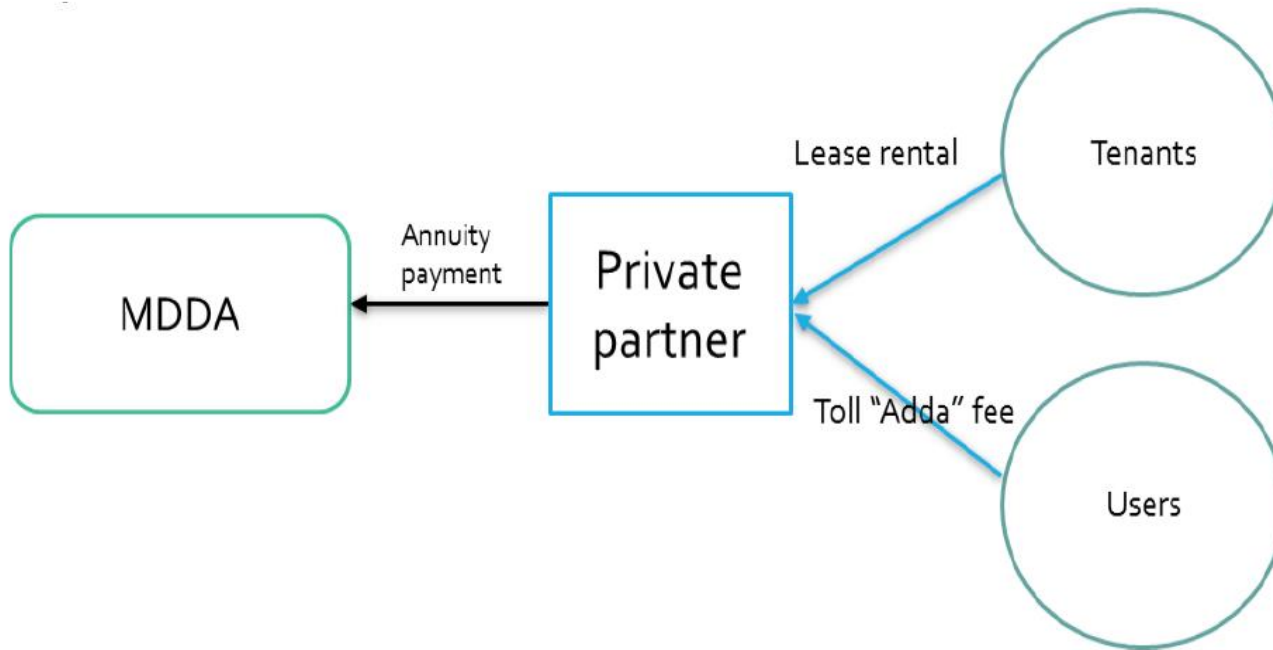 Lease rental
Tenants
Annuity
payment
MDDA
Private
partner
Toll “Adda” fee
Users